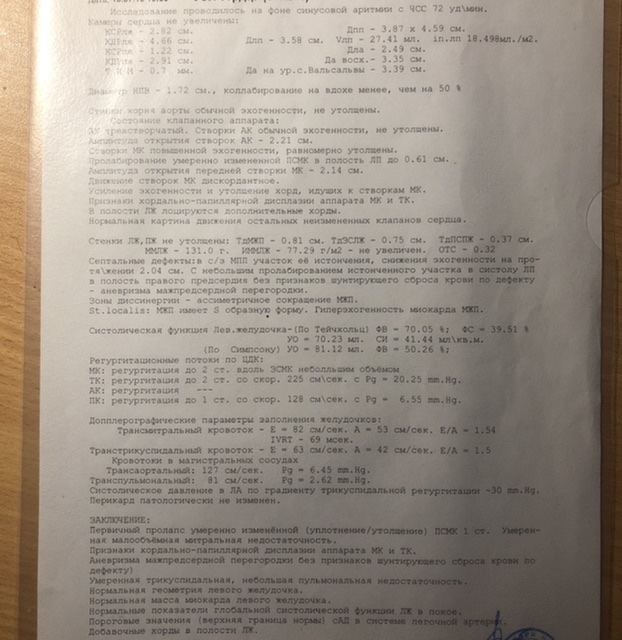 Исследование проводилось на фоне синусовой аритмии с ЧСС 72 уд\мин.
Камеры сердца не увеличены:
КСРлж - 2.82 см. Дпп - 3.87 х 4.59 см.
КДРлж - 4.66 см. Длп - 3.58 см. Vлп - 27.41 мл. in.лп 18.498мл./м2.
КСРпж - 1.22 см. Дла - 2.49 см.
КДРпж - 2.91 см. Да восх.- 3.35 см.
Т И М - 0.7 мм. Да на ур.с.Вальсальвы - 3.39 см.
Диаметр НПВ - 1.72 см., коллабирование на вдохе менее, чем на 50 %
Стенки корня аорты обычной эхогенности, не утолщены.
Состояние клапанного аппарата:
АК трехстворчатый. Створки АК обычной эхогенности, не утолщены.
Амплитуда открытия створок АК - 2.21 см.
Створки МК повышенной эхогенности, равномерно утолщены.
Пролабирование умеренно измененной ПСМК в полость ЛП до 0.61 см.
Амплитуда открытия передней створки МК - 2.14 см.
Движение створок МК дискордантное.
Усиление эхогенности и утолщение хорд, идущих к створкам МК.
Признаки хордально-папиллярной дисплазии аппарата МК и ТК.
В полости ЛЖ лоцируются дополнительные хорды.
Нормальная картина движения остальных неизмененных клапанов сердца.
Стенки ЛЖ,ПЖ не утолщены: ТдМЖП - 0.81 см. ТдЗСЛЖ - 0.75 см. ТдПСПЖ - 0.37 см.
ММЛЖ - 131.0 г. ИММЛЖ - 77.29 г/м2 - не увеличен. ОТС - 0.32
Септальные дефекты:в с/з МПП участок её истончения, снижения эхогенности на про-
тя\жении 2.04 см. С небольшим пролабированием истонченного участка в систолу ЛП
в полость правого предсердия без признаков шунтирующего сброса крови по дефекту
- аневризма мажпредсердной перегородки.
Зоны диссинергии - ассиметричное сокращение МЖП.
St.localis: МЖП имеет S образную форму. Гиперэхогенность миокарда МЖП.
Систолическая функция Лев.желудочка-(По Тейчхольц) ФВ = 70.05 %; ФС = 39.51 %
УО = 70.23 мл. СИ = 41.44 мл\кв.м.
(По Симпсону) УО = 81.12 мл. ФВ = 50.26 %;
Регургитационные потоки по ЦДК:
МК: регургитация до 2 ст. вдоль ЗСМК небольшим объёмом
ТК: регургитация до 2 ст. со скор. 225 см/сек. с Pg = 20.25 mm.Hg.
АК: регургитация ---
ПК: регургитация до 1 ст. со скор. 128 см/сек. с Pg = 6.55 mm.Hg.
Допплерографические параметры заполнения желудочков:
Трансмитральный кровоток - E = 82 см/сек. A = 53 см/сек. E/A = 1.54
IVRT - 69 мсек.
Транстрикуспидальный кровоток - E = 63 см/сек. A = 42 см/сек. E/A = 1.5
Кровотоки в магистральных сосудах
Трансаортальный: 127 см/сек. Pg = 6.45 mm.Hg.
Транспульмональный: 81 см/сек. Pg = 2.62 mm.Hg.
Систолическое давление в ЛА по градиенту трикуспидальной регургитации ~30 mm.Hg.
Перикард патологически не изменен.
ЗАКЛЮЧЕНИЕ:
Первичный пролапс умеренно изменённой (уплотнение/утолщение) ПСМК 1 ст. Умерен-
ная малообъёмная митральная недостаточность.
Признаки хордально-папиллярной дисплазии аппарата МК и ТК.
Аневризма мажпредсердной перегородки без признаков шунтирующего сброса крови по
дефекту)
Умеренная трикуспидальная, небольшая пульмональная недостаточность.
Нормальная геометрия левого желудочка.
Нормальная масса миокарда левого желудочка.
Нормальные показатели глобальной систолической функции ЛЖ в покое.
Пороговые значения (верхняя граница нормы) сАД в системе легочной артерии.
Добавочные хорды в полости ЛЖ.